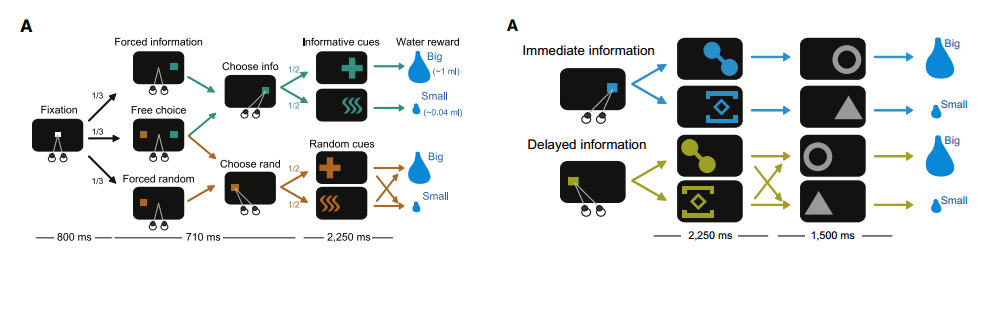 A
Forced information
Informative cues
Water reward
Choose info
1/2
1/2
Big
(~1 ml)
Small
(~0.04 ml)
Fixation
1/3
Free choice
1/3
1/3
Forced random
Choose rand
Random cues
1/2
1/2
Big
Small
800 ms
710 ms
2,250 ms
A
Immediate information
Big
Small
Delayed information
Big
Small
2,250 ms
1,500 ms